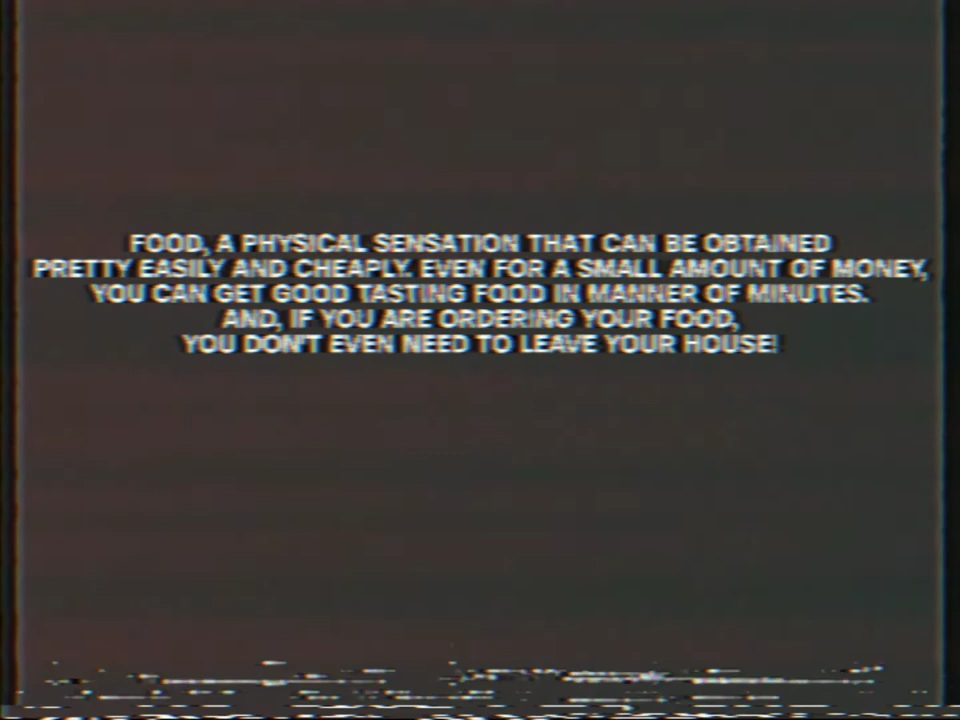 FOOD, A PHYSICAL SENSATION THAT CAN BE OBTAINED
PRETTY EASILY AND CHEAPLY. EVEN FOR A SMALL AMOUNT OF MONEY,
YOU CAN GET GOOD TASTING FOOD IN MANNER OF MINUTES.
AND, IF YOU ARE ORDERING YOUR FOOD,
YOU DON'T EVEN NEED TO LEAVE YOUR HOUSE!